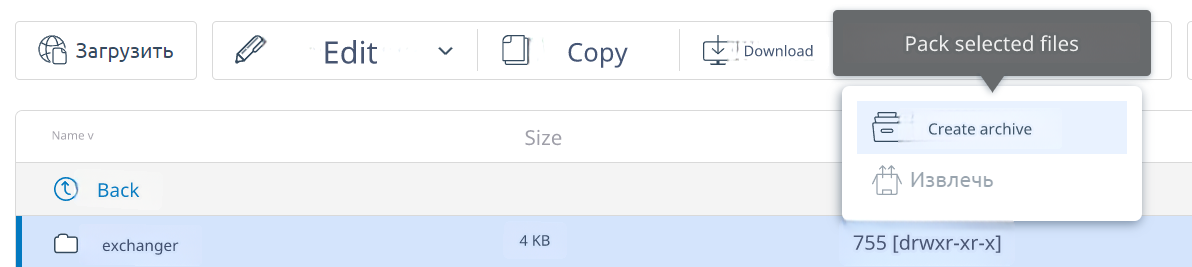 Загрузить Edit Copy Download
Pack selected files
Name v Size
Create archive
Back
Извлечь
exchanger 4 KB 755 [drwxr-xr-x]